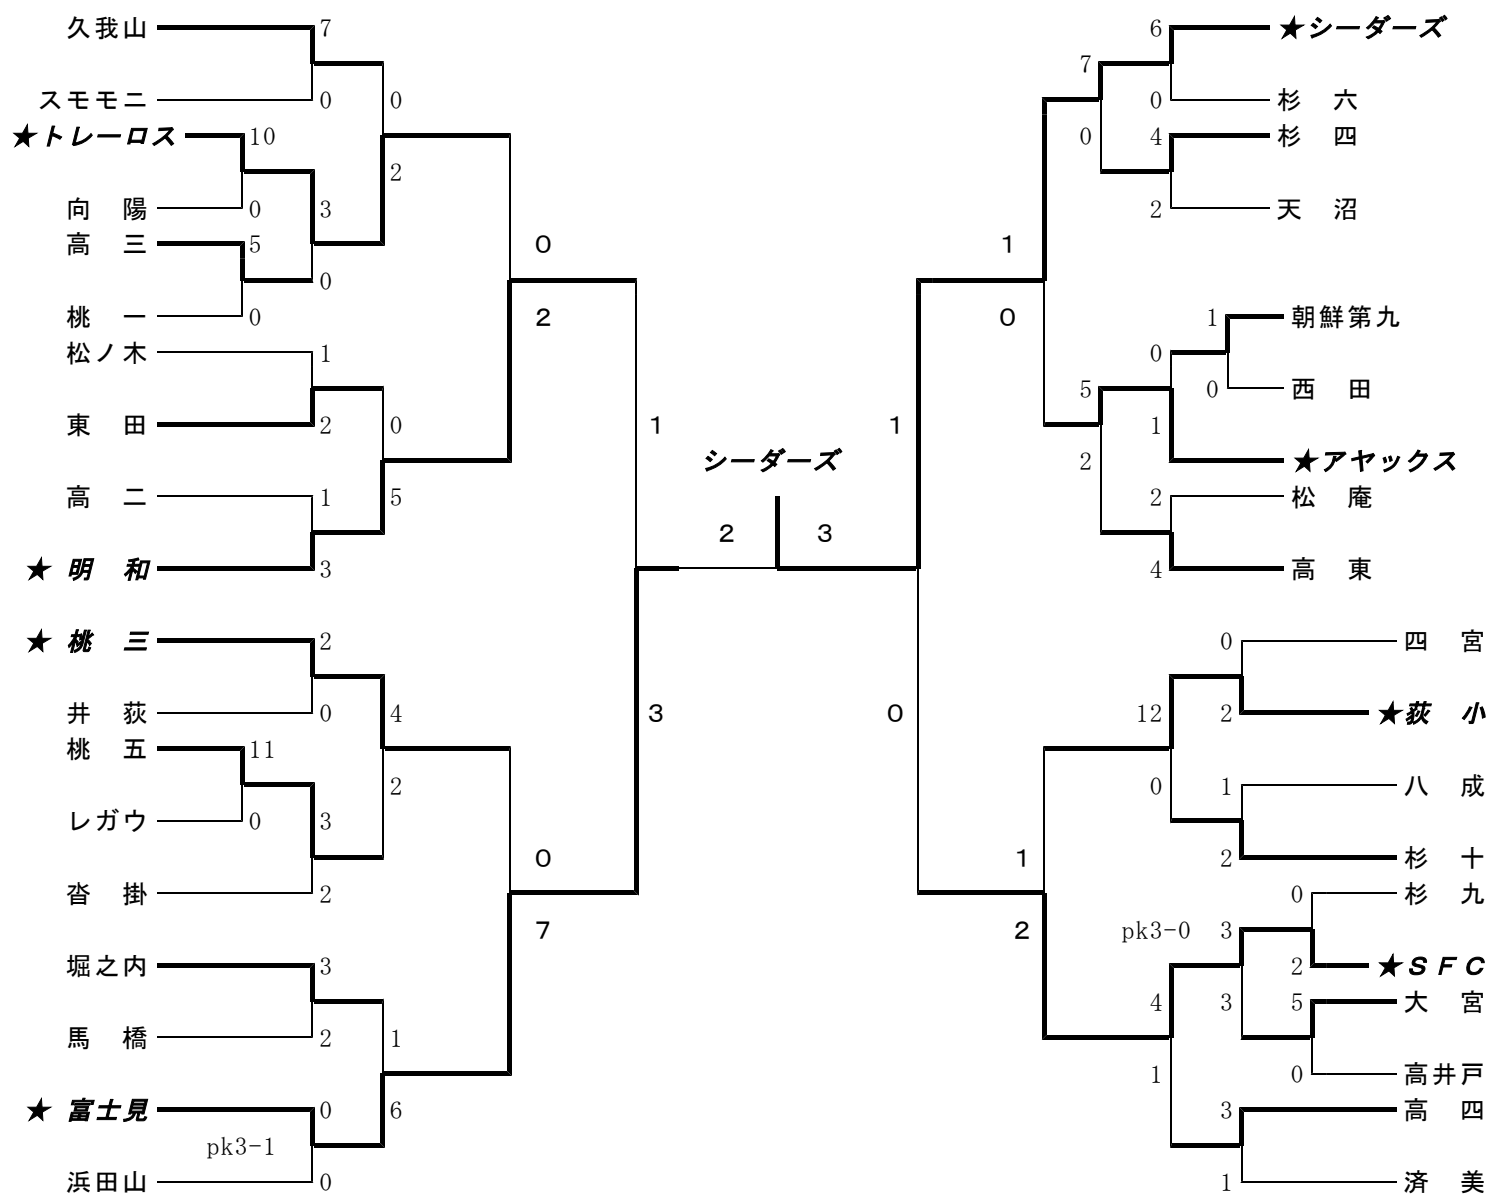 久我山 7
スモモニ 0 0
★トレーロス 10
2
向　陽 0 3
高　三 5 0
0
桃　一 0 2
松ノ木 1
東　田 2 0 1
高　二 1 5
★ 明　和 3
★ 桃　三 2
井　荻 0 4 3
桃　五 11
2
レガウ 0 3
0
沓　掛 2
7
堀之内 3
馬　橋 2 1
★ 富士見 0 6
pk3-1
浜田山 0
シーダーズ
2 3
6 ★シーダーズ
7
0 杉　六
0 4 杉　四
2 天　沼
1
0 1 朝鮮第九
0
5 0 西　田
1 1
2 ★アヤックス
2 松　庵
4 高　東
0 四　宮
0 12 2 ★荻　小
0 1 八　成
1 2 杉　十
0 杉　九
2 pk3-0 3
2 ★ＳＦＣ
4 3 5 大　宮
1 0 高井戸
3 高　四
1 済　美